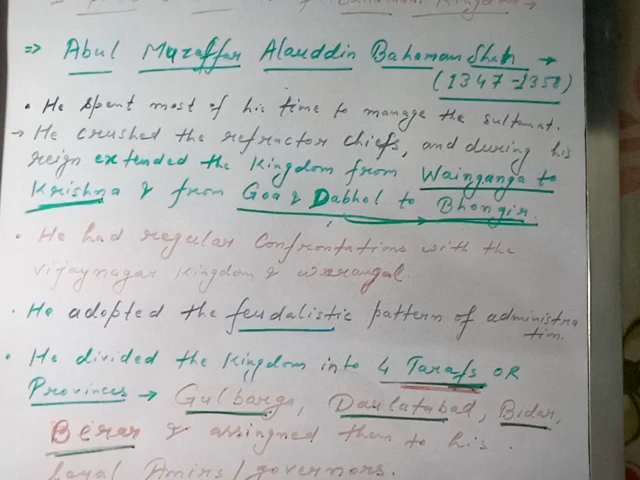 Bahamani Kingdom →
⇒ Abul Muzaffar Alauddin Bahaman Shah →
(1347-1358)
• He spent most of his time to manage the sultanat.
→ He crushed the refractor chiefs, and during his
reign extended the kingdom from Wainganga to
Krishna & from Goa & Dabhol to Bhongir.
• He had regular Confrontations with the
vijaynagar kingdom & warangal.
• He adopted the feudalistic pattern of administra
tion.
• He divided the kingdom into 4 Tarafs OR
Provinces → Gulbarga, Daulatabad, Bidar,
Berar & assingned them to his
loyal Amirs/governors.